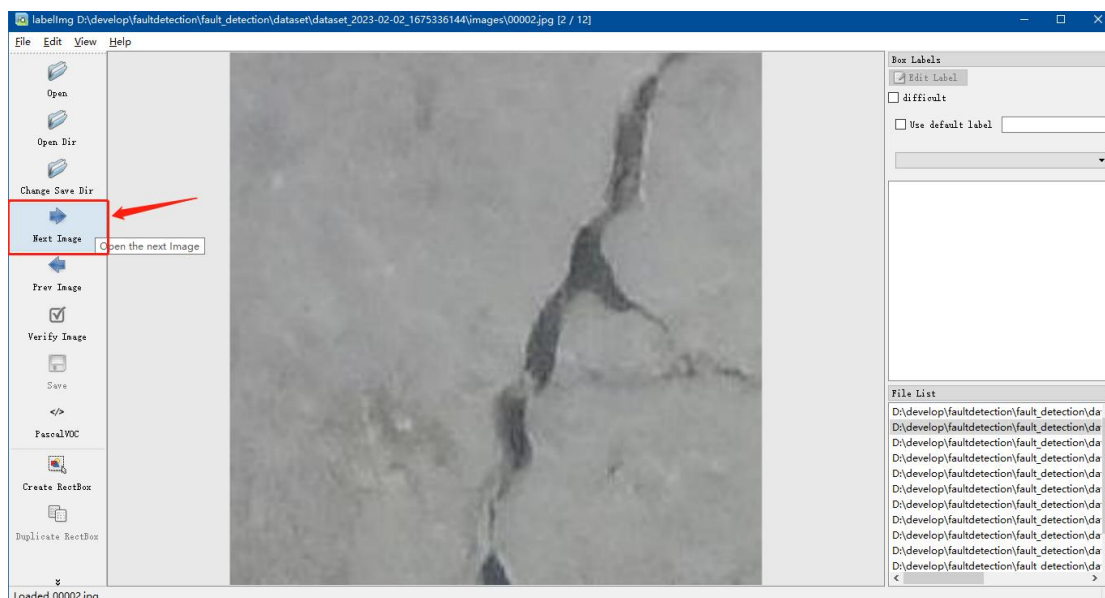 labelImg D:\develop\faultdetection\fault_detection\dataset\dataset_2023-02-02_1675336144\images\00002.jpg [2 / 12]
File Edit View Help
Open
Open Dir
Change Save Dir
Next Image
Open the next Image
Prev Image
Verify Image
Save
</>
PascalVOC
Create RectBox
Duplicate RectBox
Box Labels
Edit Label
difficult
Use default label
File List
D:\develop\faultdetection\fault_detection\da
D:\develop\faultdetection\fault_detection\da
D:\develop\faultdetection\fault_detection\da
D:\develop\faultdetection\fault_detection\da
D:\develop\faultdetection\fault_detection\da
D:\develop\faultdetection\fault_detection\da
D:\develop\faultdetection\fault_detection\da
D:\develop\faultdetection\fault_detection\da
D:\develop\faultdetection\fault_detection\da
D:\develop\faultdetection\fault_detection\da
D:\develop\faultdetection\fault_detection\da
Loaded 00002.jpg